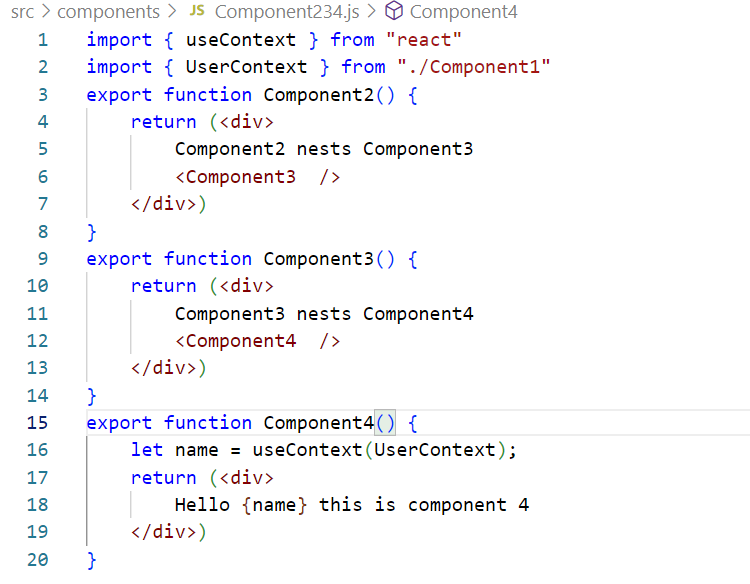 src > components > JS Component234.js > Component4
1 import { useContext } from "react"
2 import { UserContext } from "./Component1"
3 export function Component2() {
4     return (<div>
5         Component2 nests Component3
6         <Component3  />
7     </div>)
8 }
9 export function Component3() {
10     return (<div>
11         Component3 nests Component4
12         <Component4  />
13     </div>)
14 }
15 export function Component4() {
16     let name = useContext(UserContext);
17     return (<div>
18         Hello {name} this is component 4
19     </div>)
20 }